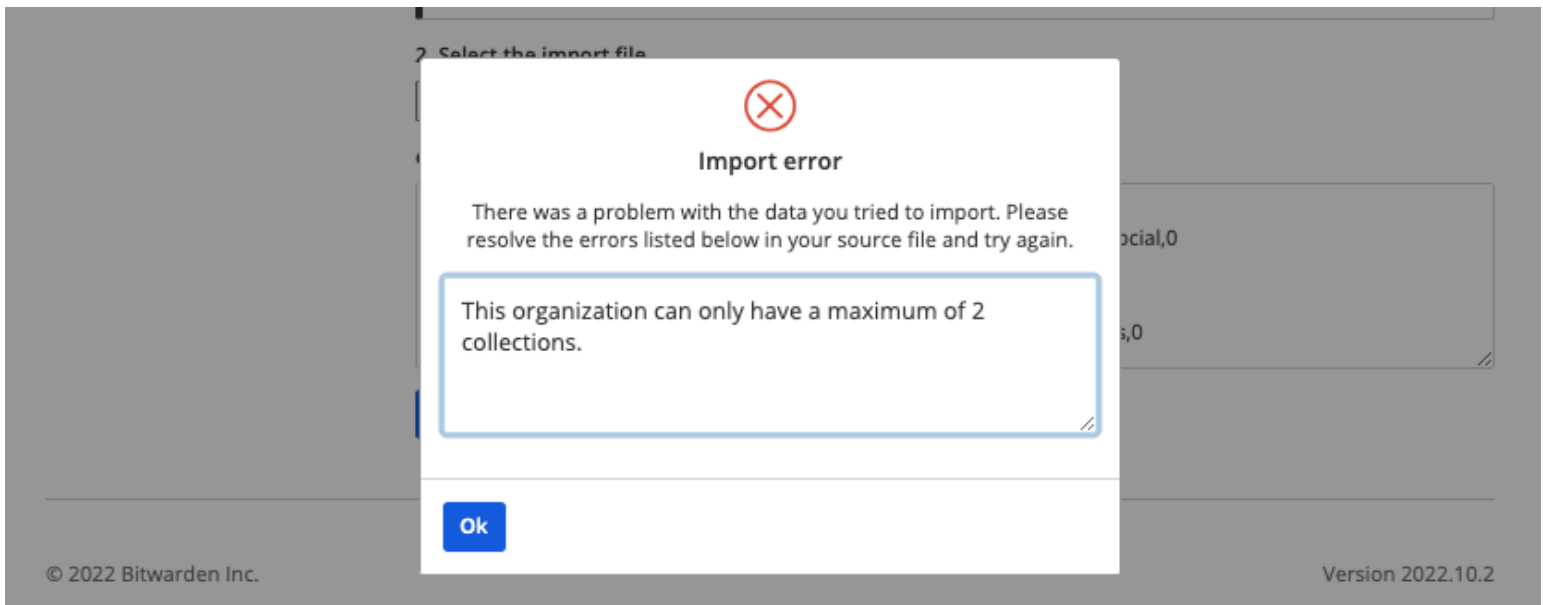 2. Select the import file
Import error
There was a problem with the data you tried to import. Please
resolve the errors listed below in your source file and try again.
ocial,0
This organization can only have a maximum of 2
collections.
s,0
Ok
© 2022 Bitwarden Inc.
Version 2022.10.2